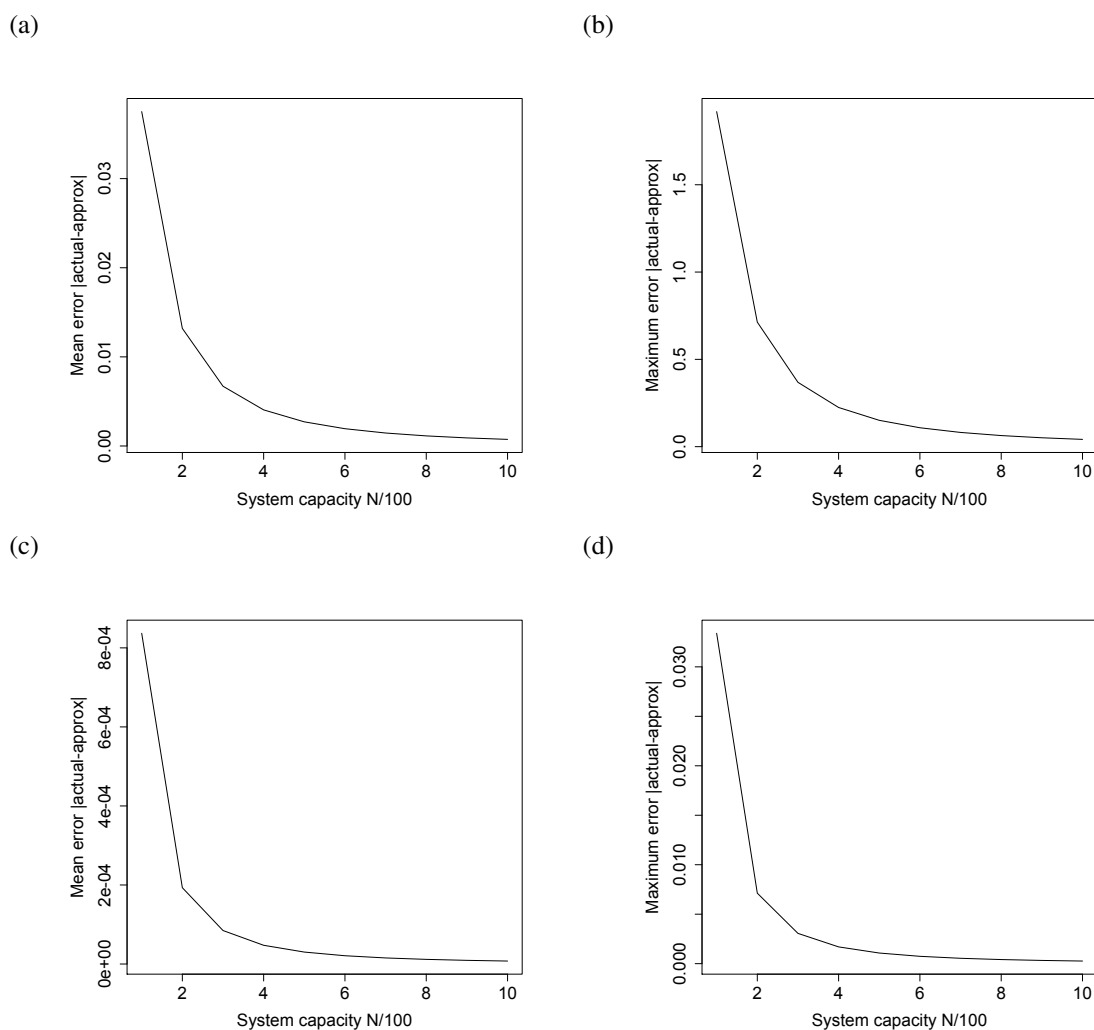 (a)
(b)
Mean error |actual-approx|
0.00 0.01 0.02 0.03
2 4 6 8 10
System capacity N/100
Maximum error |actual-approx|
0.0 0.5 1.0 1.5
2 4 6 8 10
System capacity N/100
(c)
(d)
Mean error |actual-approx|
0e+00 2e-04 4e-04 6e-04 8e-04
2 4 6 8 10
System capacity N/100
Maximum error |actual-approx|
0.000 0.010 0.020 0.030
2 4 6 8 10
System capacity N/100